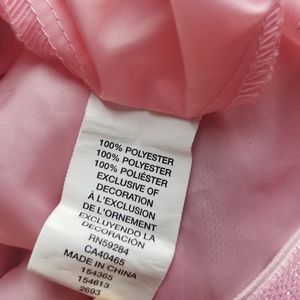 100% POLYESTER
100% POLYESTER
100% POLIÉSTER
EXCLUSIVE OF
DECORATION
À L'EXCLUSION
DE L'ORNEMENT
EXCLUYENDO LA
DECORACIÓN
RN59284
CA40465
MADE IN CHINA
154365
154613
2693